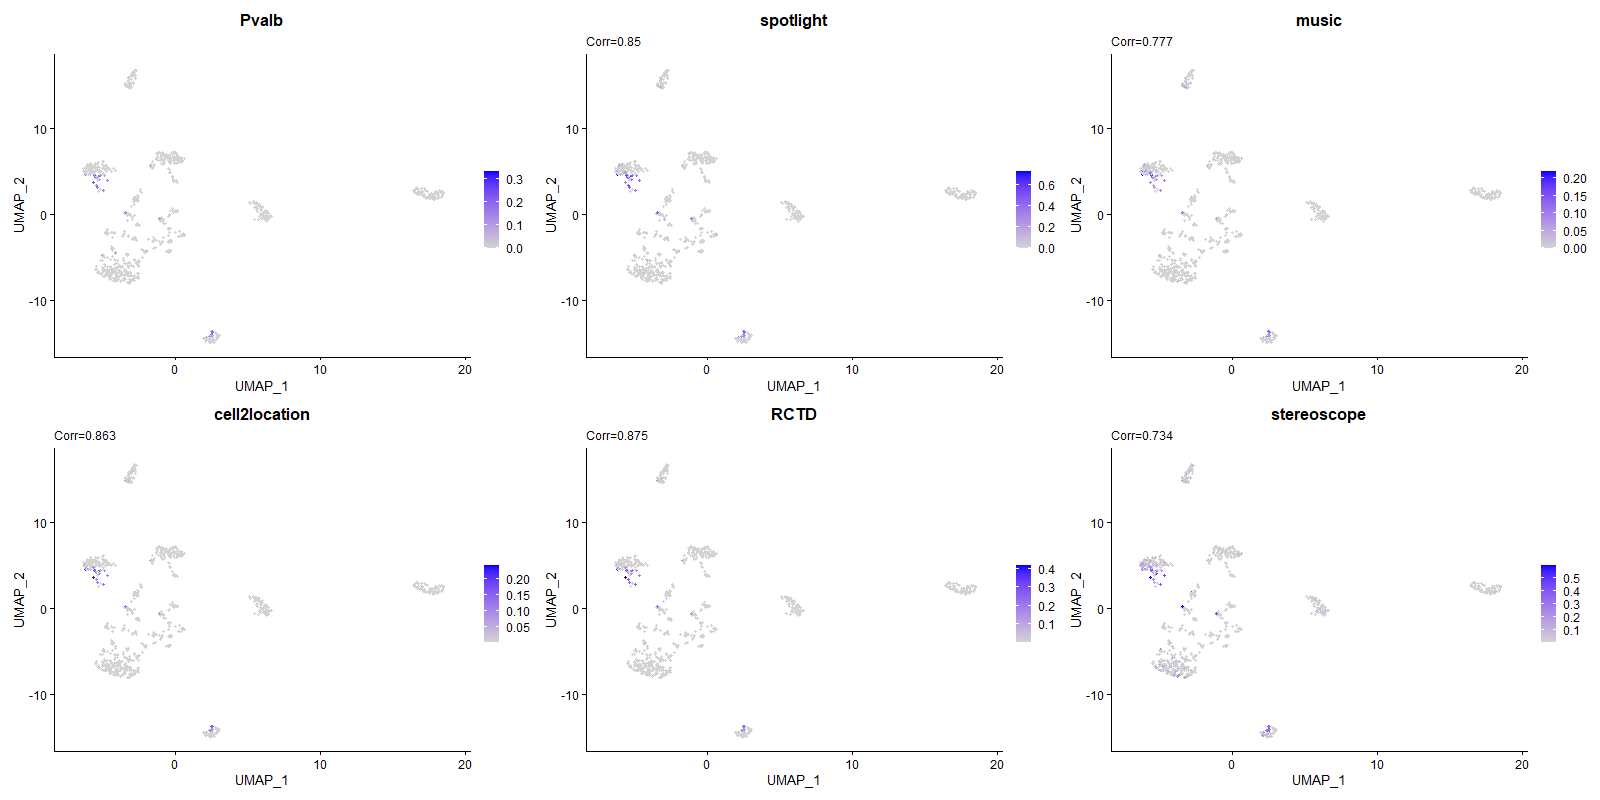 Pvalb
10
0
-10
UMAP_2
0
10
20
UMAP_1
0.3
0.2
0.1
0.0
spotlight
Corr=0.85
10
0
-10
UMAP_2
0
10
20
UMAP_1
0.6
0.4
0.2
0.0
music
Corr=0.777
10
0
-10
UMAP_2
0
10
20
UMAP_1
0.20
0.15
0.10
0.05
0.00
cell2location
Corr=0.863
10
0
-10
UMAP_2
0
10
20
UMAP_1
0.20
0.15
0.10
0.05
RCTD
Corr=0.875
10
0
-10
UMAP_2
0
10
20
UMAP_1
0.4
0.3
0.2
0.1
stereoscope
Corr=0.734
10
0
-10
UMAP_2
0
10
20
UMAP_1
0.5
0.4
0.3
0.2
0.1